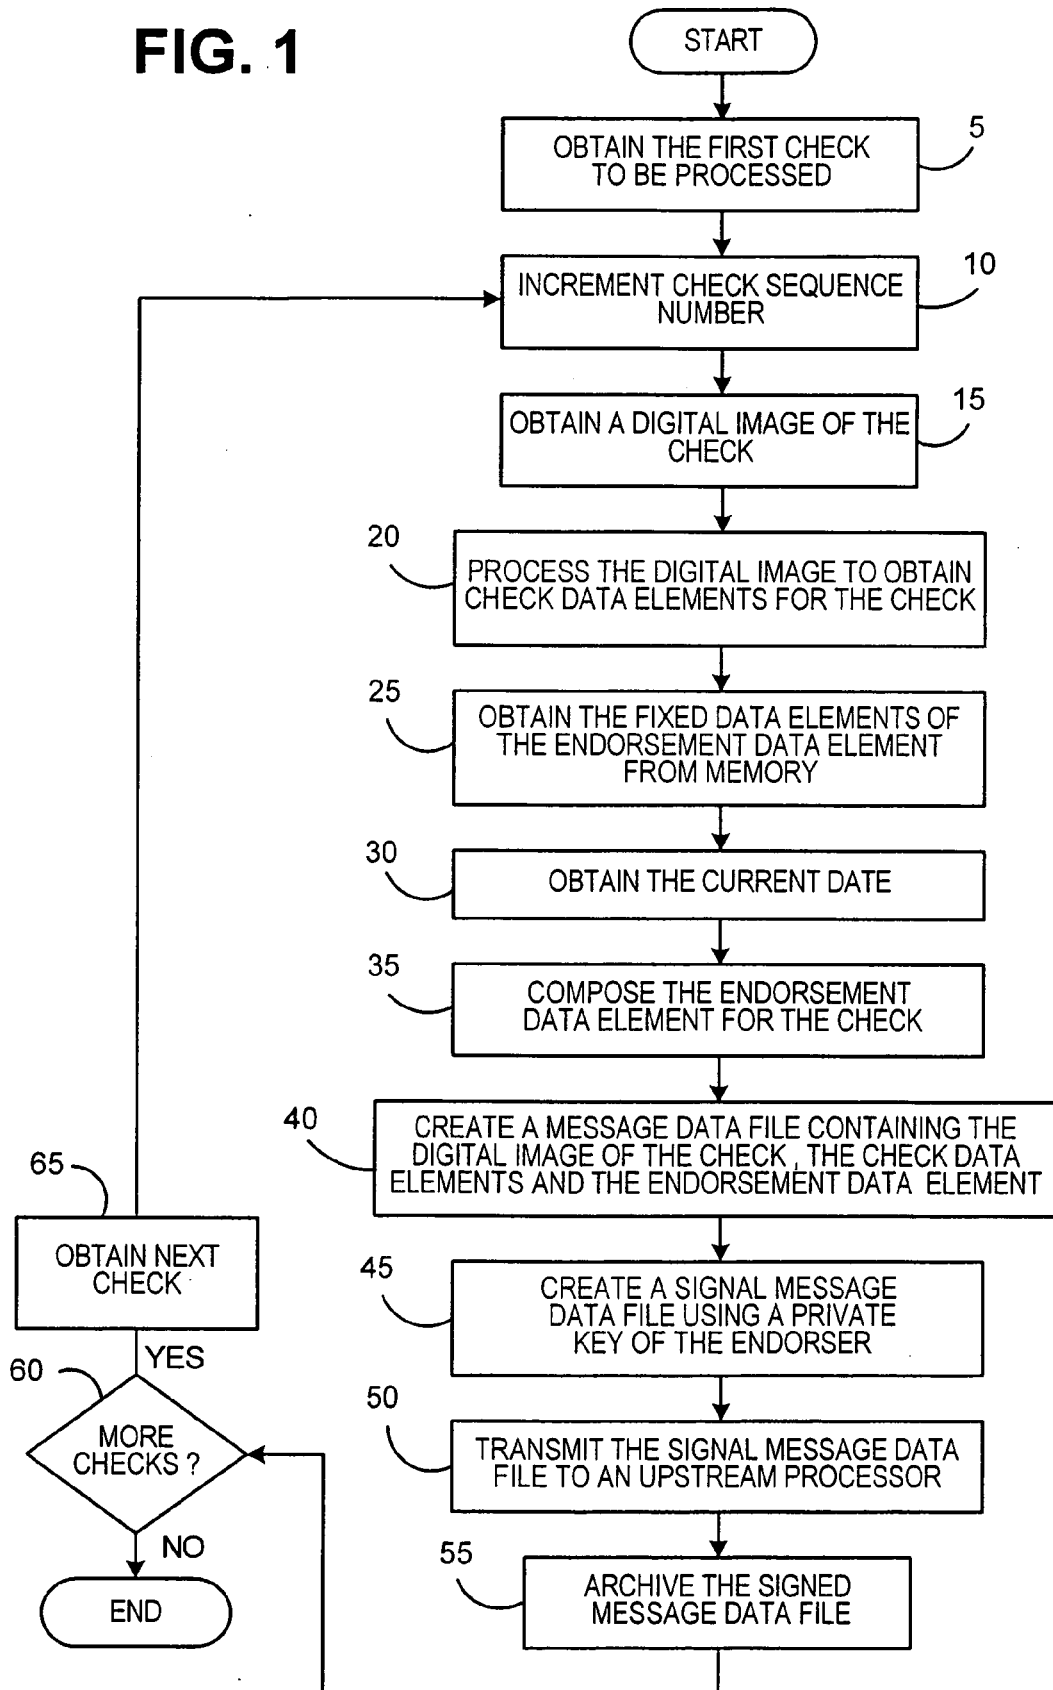 FIG. 1
START
5
OBTAIN THE FIRST CHECK
TO BE PROCESSED
10
INCREMENT CHECK SEQUENCE
NUMBER
15
OBTAIN A DIGITAL IMAGE OF THE
CHECK
20
PROCESS THE DIGITAL IMAGE TO OBTAIN
CHECK DATA ELEMENTS FOR THE CHECK
25
OBTAIN THE FIXED DATA ELEMENTS OF
THE ENDORSEMENT DATA ELEMENT
FROM MEMORY
30
OBTAIN THE CURRENT DATE
35
COMPOSE THE ENDORSEMENT
DATA ELEMENT FOR THE CHECK
40
CREATE A MESSAGE DATA FILE CONTAINING THE
DIGITAL IMAGE OF THE CHECK , THE CHECK DATA
ELEMENTS AND THE ENDORSEMENT DATA ELEMENT
45
CREATE A SIGNAL MESSAGE
DATA FILE USING A PRIVATE
KEY OF THE ENDORSER
50
TRANSMIT THE SIGNAL MESSAGE DATA
FILE TO AN UPSTREAM PROCESSOR
55
ARCHIVE THE SIGNED
MESSAGE DATA FILE
65
OBTAIN NEXT
CHECK
YES
60
MORE
CHECKS ?
NO
END